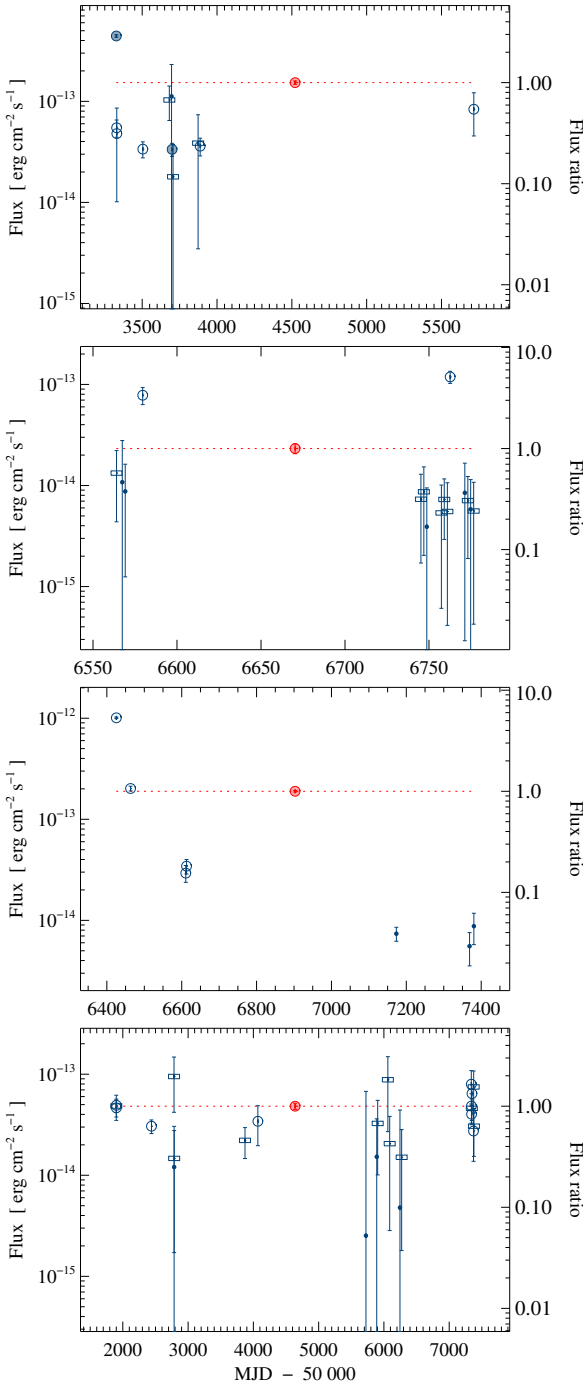 Flux [ erg cm⁻² s⁻¹ ]
10⁻¹³
10⁻¹⁴
10⁻¹⁵
1.00
0.10
0.01
Flux ratio
3500 4000 4500 5000 5500
Flux [ erg cm⁻² s⁻¹ ]
10⁻¹³
10⁻¹⁴
10⁻¹⁵
10.0
1.0
0.1
Flux ratio
6550 6600 6650 6700 6750
Flux [ erg cm⁻² s⁻¹ ]
10⁻¹²
10⁻¹³
10⁻¹⁴
10.0
1.0
0.1
Flux ratio
6400 6600 6800 7000 7200 7400
Flux [ erg cm⁻² s⁻¹ ]
10⁻¹³
10⁻¹⁴
10⁻¹⁵
1.00
0.10
0.01
Flux ratio
2000 3000 4000 5000 6000 7000
MJD − 50 000